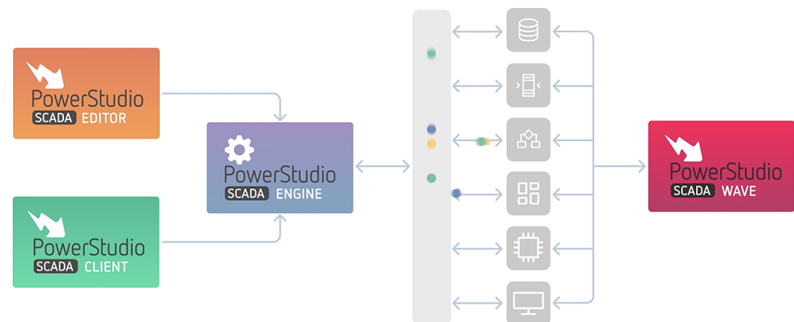 PowerStudio
SCADA EDITOR
PowerStudio
SCADA ENGINE
PowerStudio
SCADA CLIENT
PowerStudio
SCADA WAVE